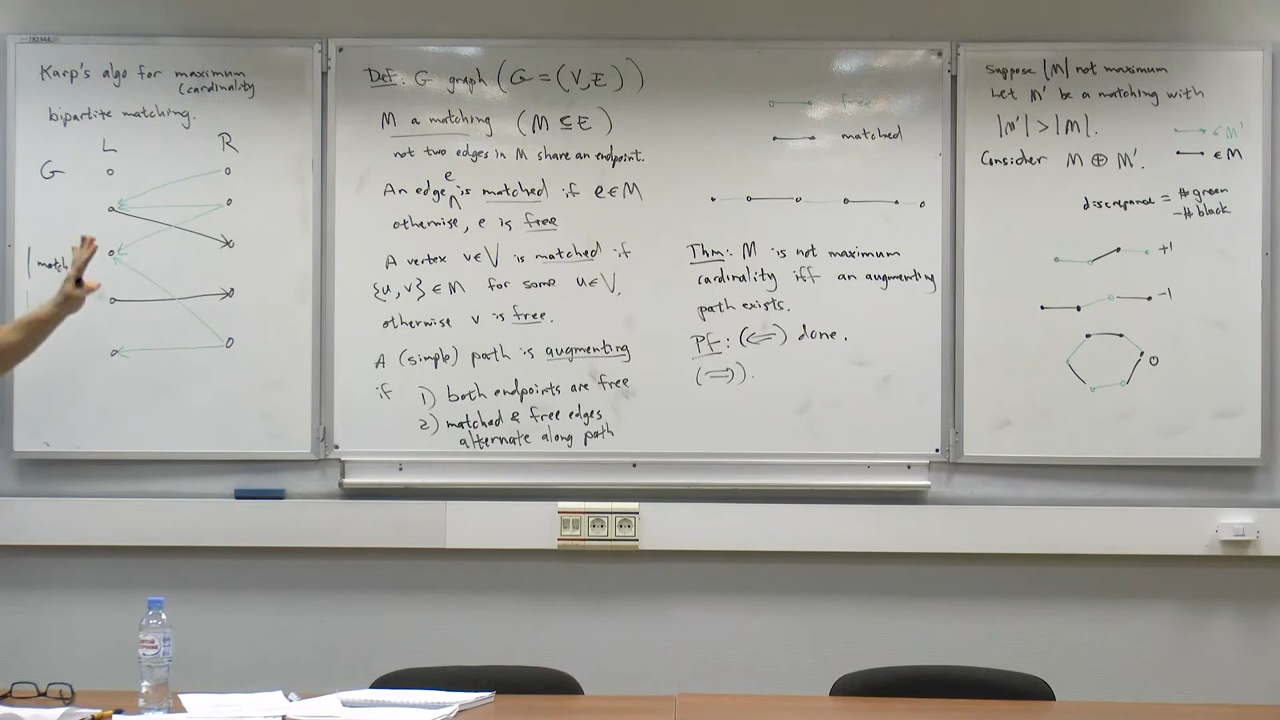 Karp's algo for maximum
(cardinality
bipartite matching.
L R
G
match
Def: G graph (G = (V,E))
M a matching (M ⊆ E)
not two edges in M share an endpoint.
An edge e is matched if e ∈ M
otherwise, e is free
A vertex v∈V is matched if
{u,v} ∈ M for some u∈V,
otherwise v is free.
A (simple) path is augmenting
if 1) both endpoints are free
2) matched & free edges
alternate along path
free
matched
Thm: M is not maximum
cardinality iff an augmenting
path exists.
Pf: (⇐) done.
(⇒).
Suppose |M| not maximum
Let M' be a matching with
|M'| > |M|.
∈ M'
∈ M
Consider M ⊕ M'.
discrepance = # green
- # black
+1
-1
0